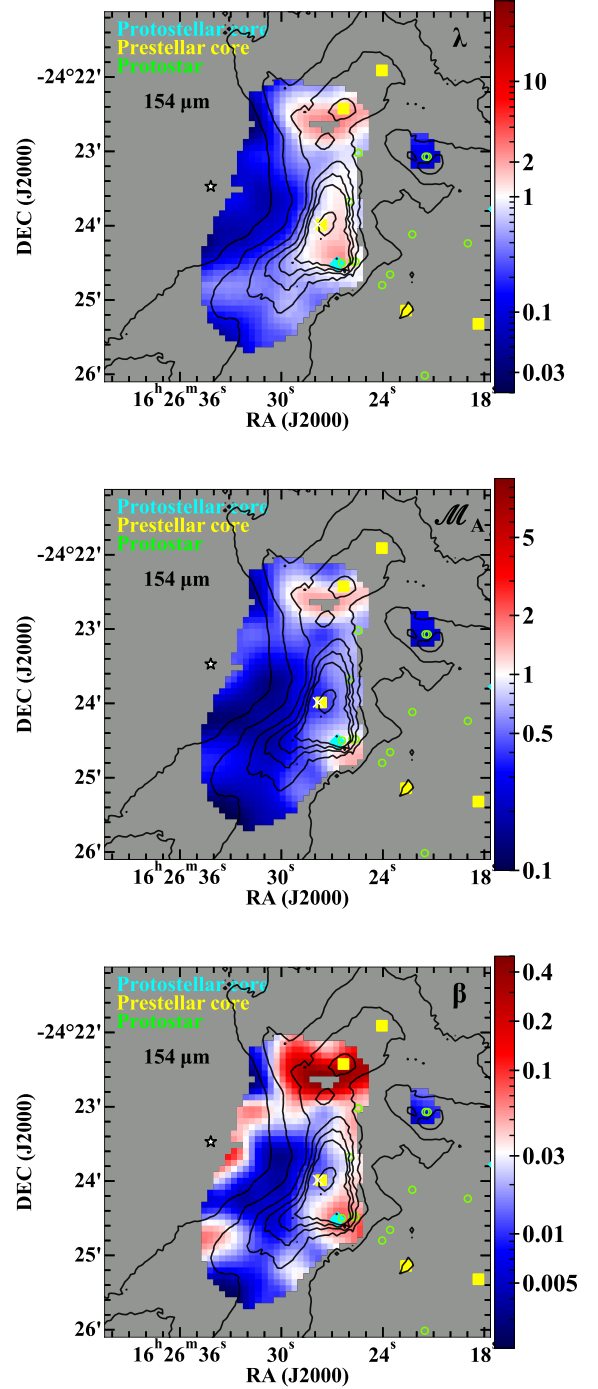 Protostellar core
Prestellar core
Protostar
154 μm
λ
-24°22'
23'
24'
25'
26'
DEC (J2000)
16ʰ26ᵐ36ˢ
30ˢ
24ˢ
18ˢ
RA (J2000)
10
2
1
0.1
0.03
Protostellar core
Prestellar core
Protostar
154 μm
ℳA
-24°22'
23'
24'
25'
26'
DEC (J2000)
16ʰ26ᵐ36ˢ
30ˢ
24ˢ
18ˢ
RA (J2000)
5
2
1
0.5
0.1
Protostellar core
Prestellar core
Protostar
154 μm
β
-24°22'
23'
24'
25'
26'
DEC (J2000)
16ʰ26ᵐ36ˢ
30ˢ
24ˢ
18ˢ
RA (J2000)
0.4
0.2
0.1
0.03
0.01
0.005